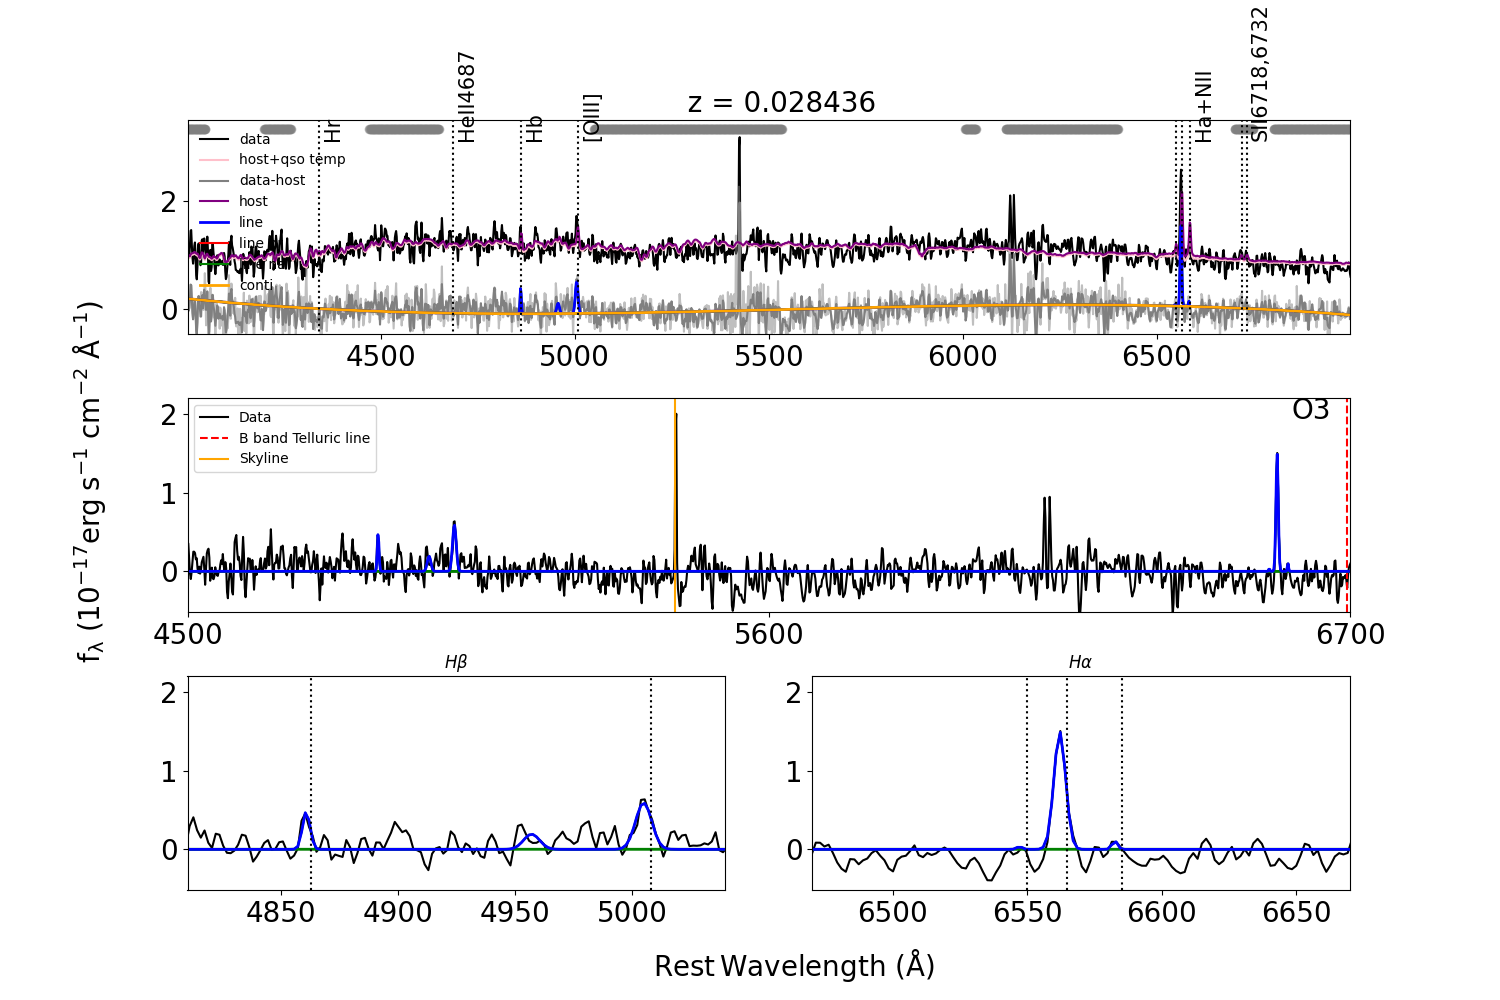 z = 0.028436
Hr
HeII4687
Hb
[OIII]
Ha+NII
SII6718,6732
data
host+qso temp
data-host
host
line
line
conti
2
0
4500
5000
5500
6000
6500
f_λ (10^−17 erg s^−1 cm^−2 Å^−1)
O3
Data
B band Telluric line
Skyline
2
1
0
4500
5600
6700
Hβ
2
1
0
4850
4900
4950
5000
Hα
2
1
0
6500
6550
6600
6650
Rest Wavelength (Å)